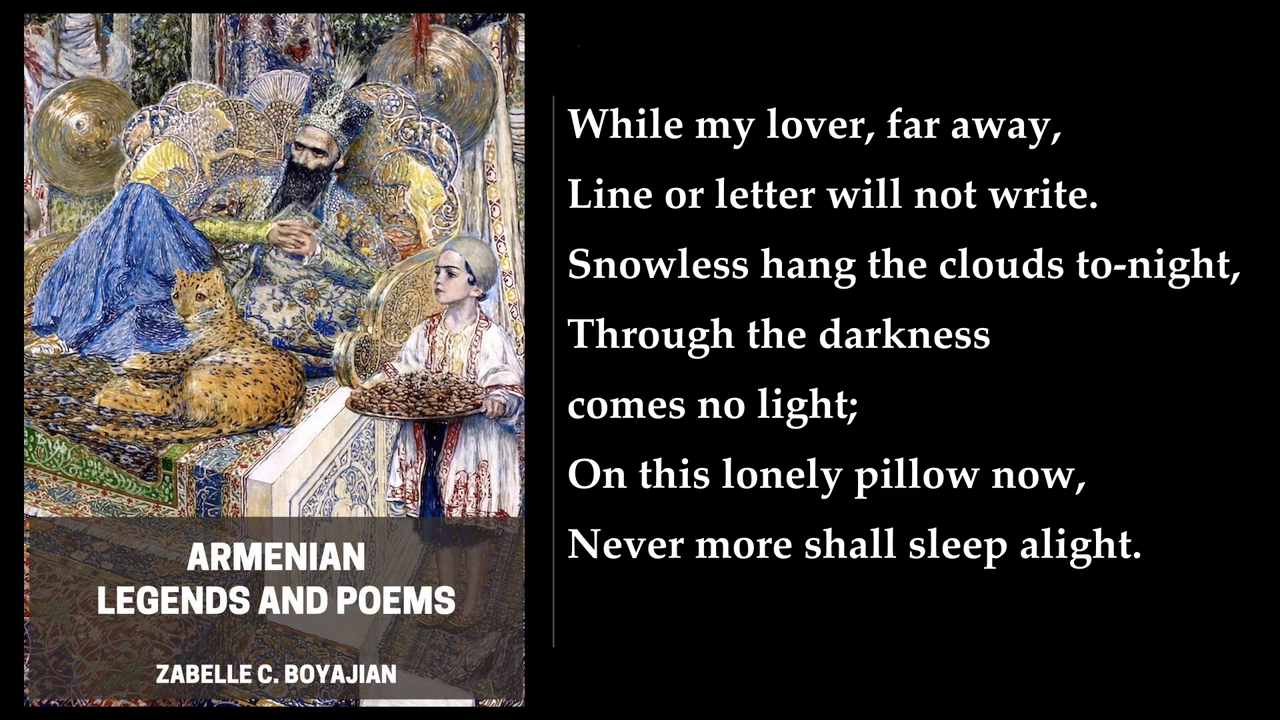 ARMENIAN
LEGENDS AND POEMS
ZABELLE C. BOYAJIAN
While my lover, far away,
Line or letter will not write.
Snowless hang the clouds to-night,
Through the darkness
comes no light;
On this lonely pillow now,
Never more shall sleep alight.